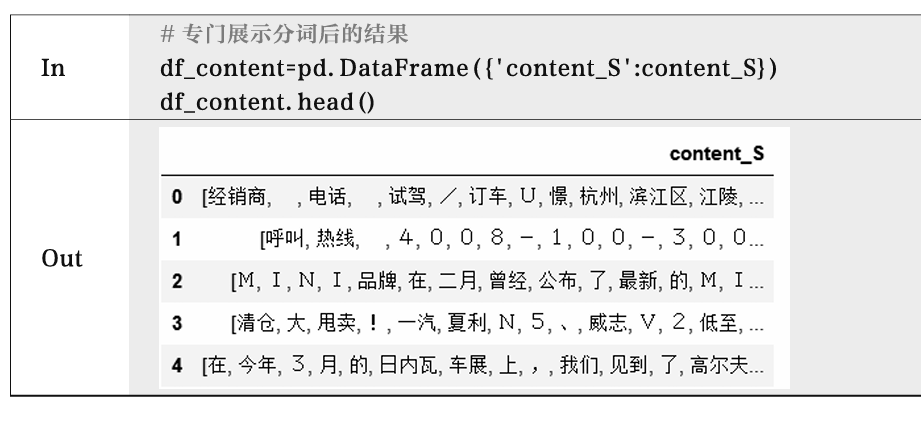 In
# 专门展示分词后的结果
df_content=pd.DataFrame({'content_S':content_S})
df_content.head()
Out
content_S
0 [经销商, , 电话, , 试驾, ／, 订车, Ｕ, 憬, 杭州, 滨江区, 江陵, ...
1 [呼叫, 热线, , ４, ０, ０, ８, －, １, ０, ０, －, ３, ０, ０...
2 [Ｍ, Ｉ, Ｎ, Ｉ, 品牌, 在, 二月, 曾经, 公布, 了, 最新, 的, Ｍ, Ｉ...
3 [清仓, 大, 甩卖, ！, 一汽, 夏利, Ｎ, ５, 、, 威志, Ｖ, ２, 低至, ...
4 [在, 今年, ３, 月, 的, 日内瓦, 车展, 上, ，, 我们, 见到, 了, 高尔夫...